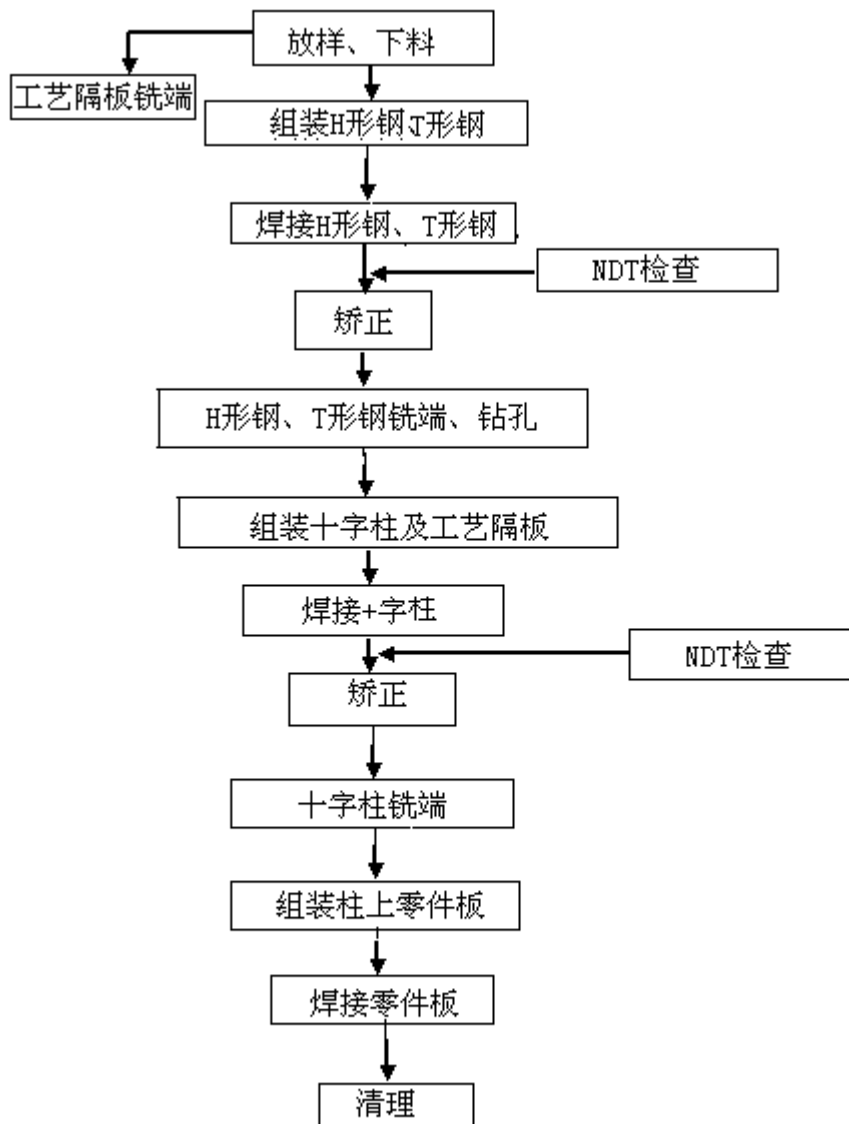 放样、下料
工艺隔板铣端
组装H形钢、T形钢
焊接H形钢、T形钢
NDT检查
矫正
H形钢、T形钢铣端、钻孔
组装十字柱及工艺隔板
焊接+字柱
NDT检查
矫正
十字柱铣端
组装柱上零件板
焊接零件板
清理